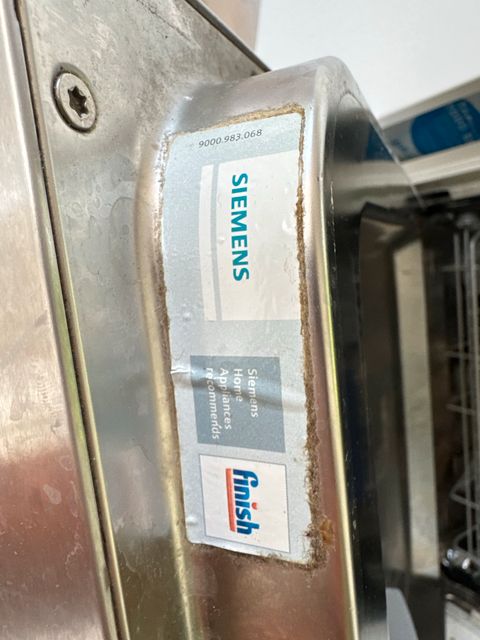 9000.983.068
SIEMENS
Siemens
Home
Appliances
recommends
finish